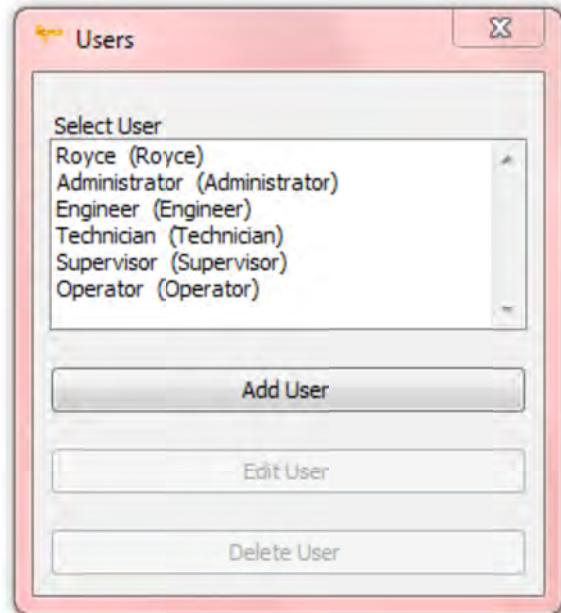 Users
Select User
Royce (Royce)
Administrator (Administrator)
Engineer (Engineer)
Technician (Technician)
Supervisor (Supervisor)
Operator (Operator)
Add User
Edit User
Delete User